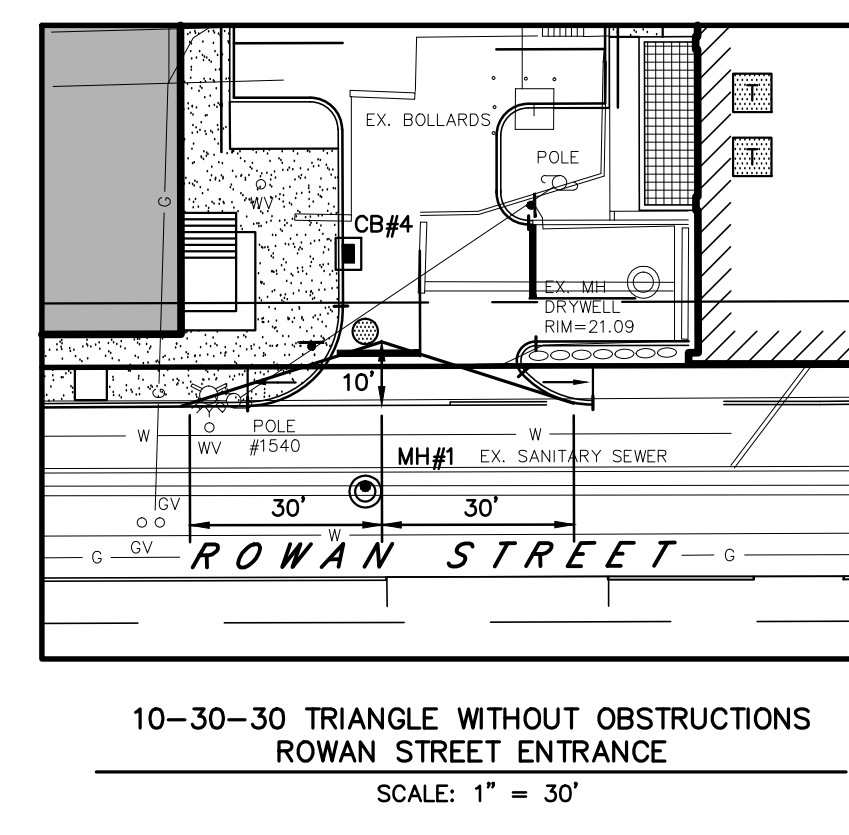 T
EX. BOLLARDS
T
POLE
G
WV
CB#4
EX. MH
DRYWELL
RIM=21.09
10'
G
POLE
#1540
W
WV
W
MH#1
EX. SANITARY SEWER
GV
30'
30'
W
GV
G
ROWAN STREET
G
10-30-30 TRIANGLE WITHOUT OBSTRUCTIONS
ROWAN STREET ENTRANCE
SCALE: 1" = 30'